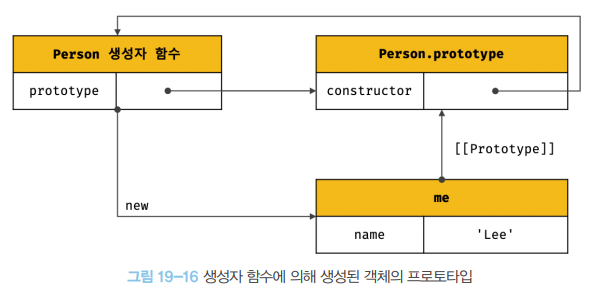 Person 생성자 함수
prototype
Person.prototype
constructor
[[Prototype]]
new
me
name
'Lee'
그림 19–16 생성자 함수에 의해 생성된 객체의 프로토타입